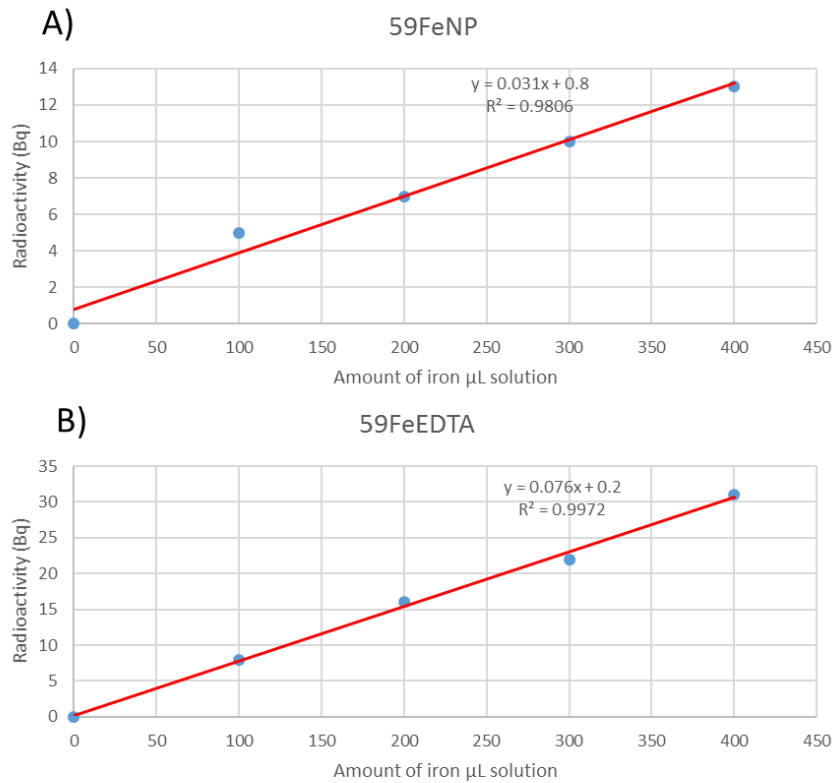 A)
59FeNP
y = 0.031x + 0.8
R² = 0.9806
Radioactivity (Bq)
14
12
10
8
6
4
2
0
0 50 100 150 200 250 300 350 400 450
Amount of iron µL solution
B)
59FeEDTA
y = 0.076x + 0.2
R² = 0.9972
Radioactivity (Bq)
35
30
25
20
15
10
5
0
0 50 100 150 200 250 300 350 400 450
Amount of iron µL solution